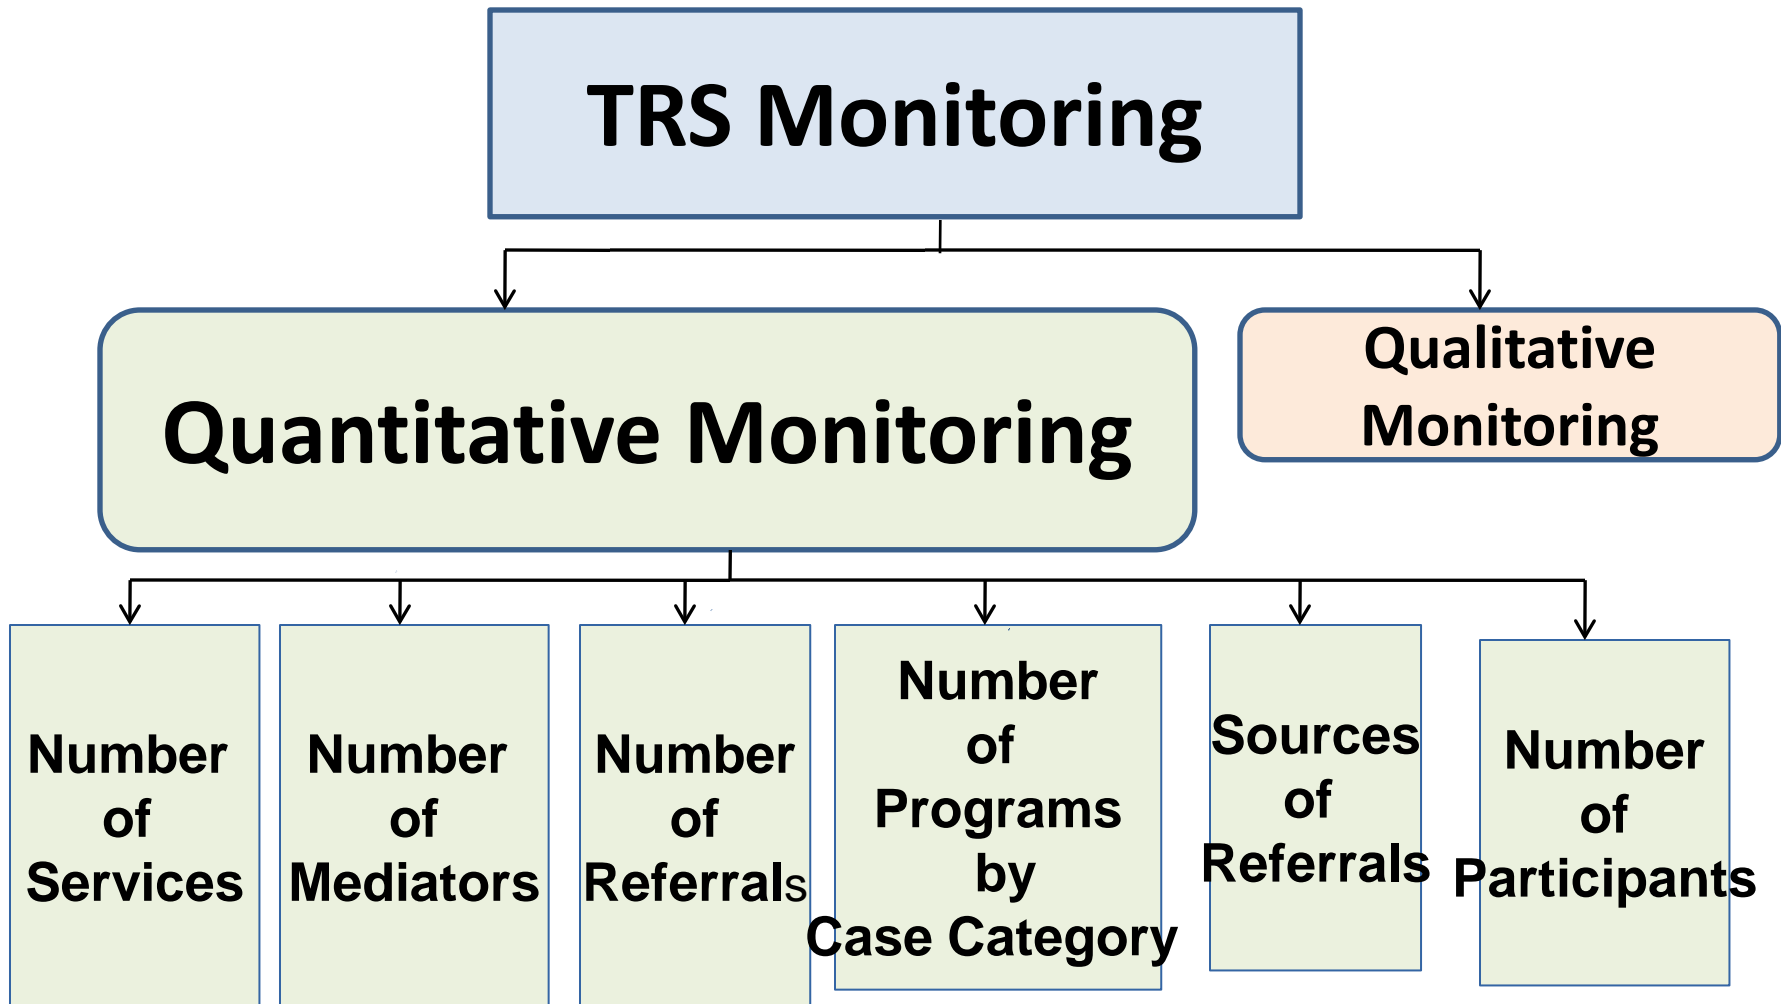 TRS Monitoring
Quantitative Monitoring
Qualitative
Monitoring
Number
of
Services
Number
of
Mediators
Number
of
Referrals
Number
of
Programs
by
Case Category
Sources
of
Referrals
Number
of
Participants